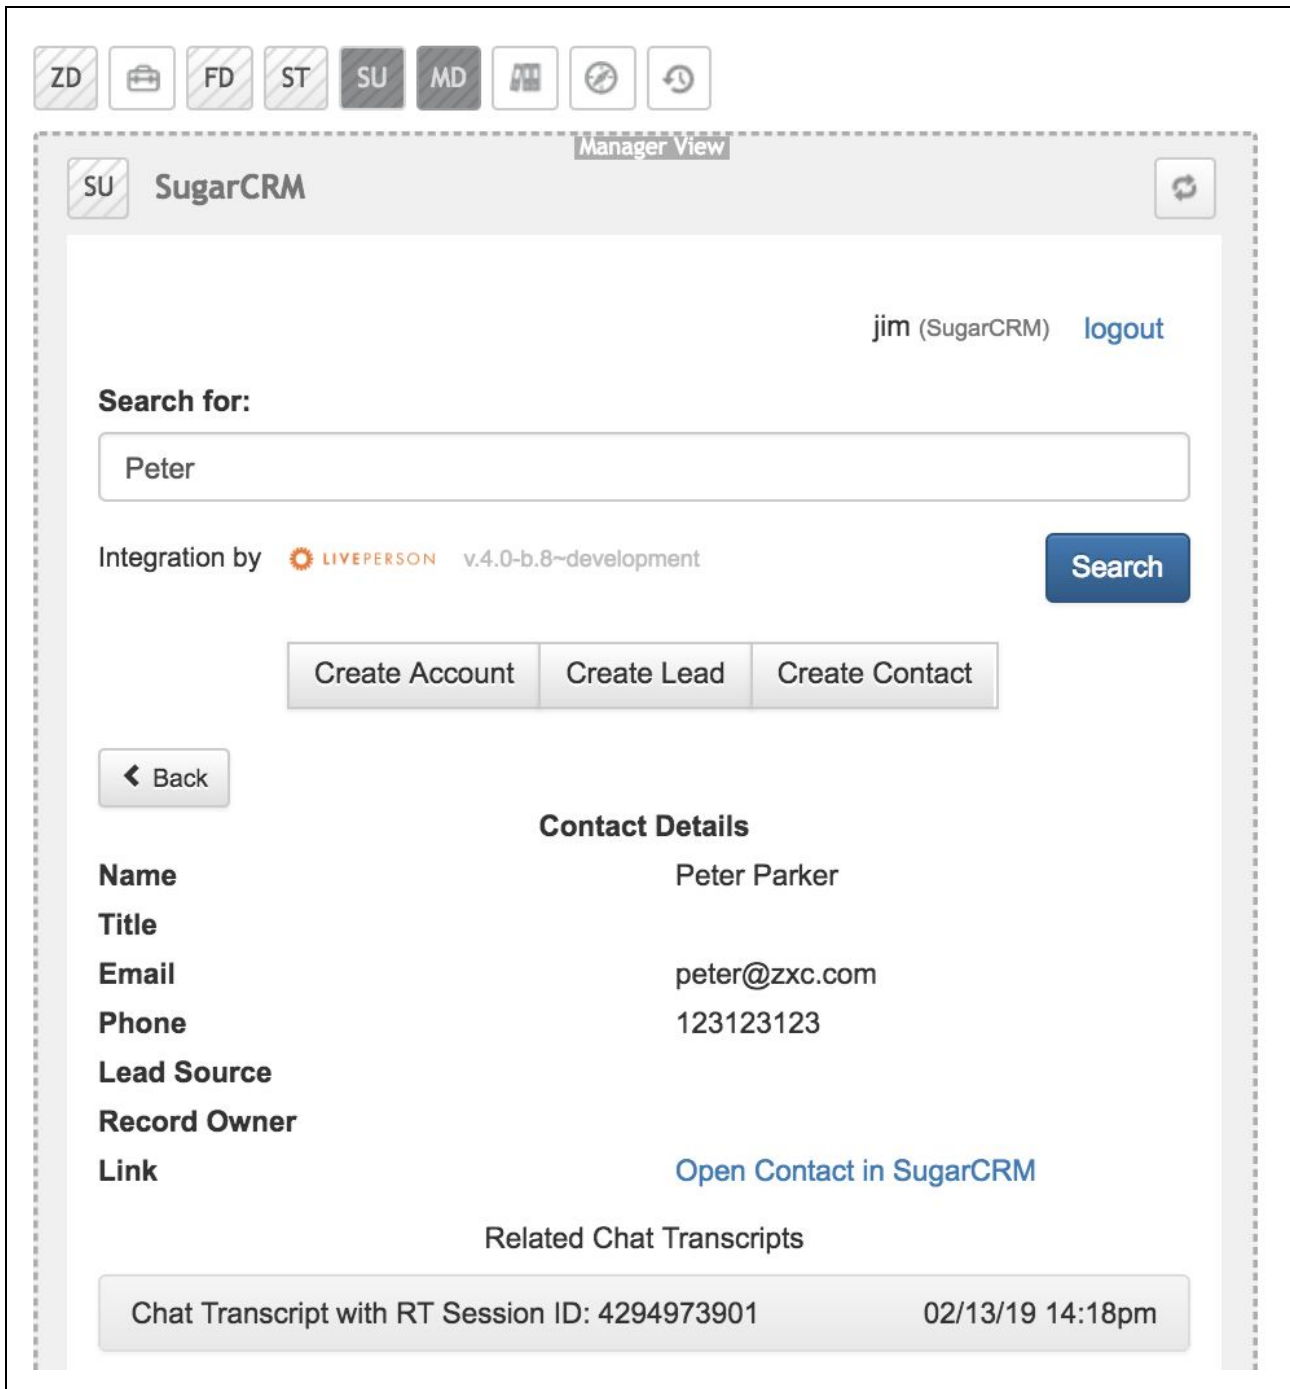 ZD FD ST SU MD
Manager View
SU SugarCRM
jim (SugarCRM) logout
Search for:
Peter
Integration by LIVEPERSON v.4.0-b.8~development Search
Create Account Create Lead Create Contact
Back
Contact Details
Name Peter Parker
Title
Email peter@zxc.com
Phone 123123123
Lead Source
Record Owner
Link Open Contact in SugarCRM
Related Chat Transcripts
Chat Transcript with RT Session ID: 4294973901 02/13/19 14:18pm